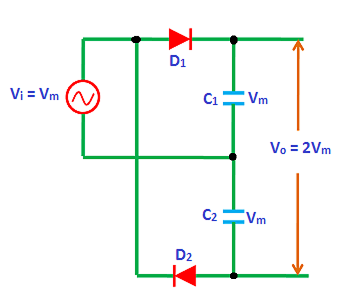 D₁
Vᵢ = Vₘ
C₁ Vₘ
Vₒ = 2Vₘ
C₂ Vₘ
D₂